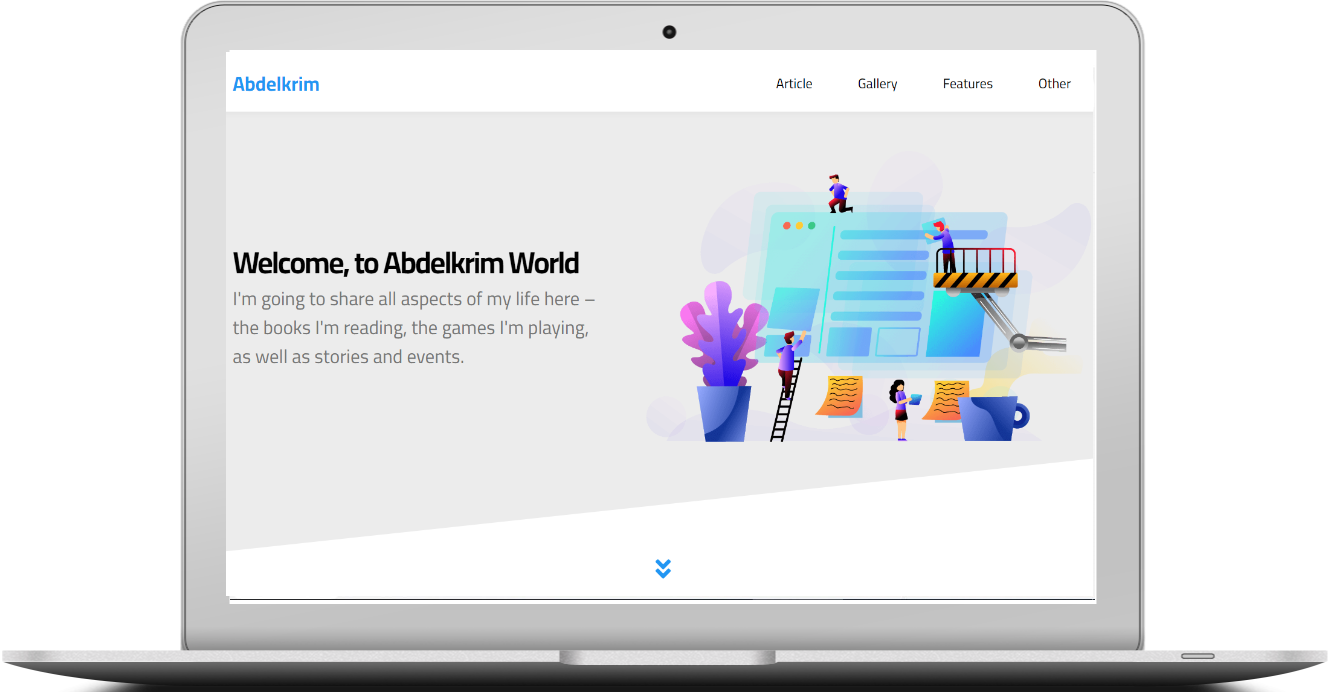 Abdelkrim
Article
Gallery
Features
Other
Welcome, to Abdelkrim World
I'm going to share all aspects of my life here –
the books I'm reading, the games I'm playing,
as well as stories and events.